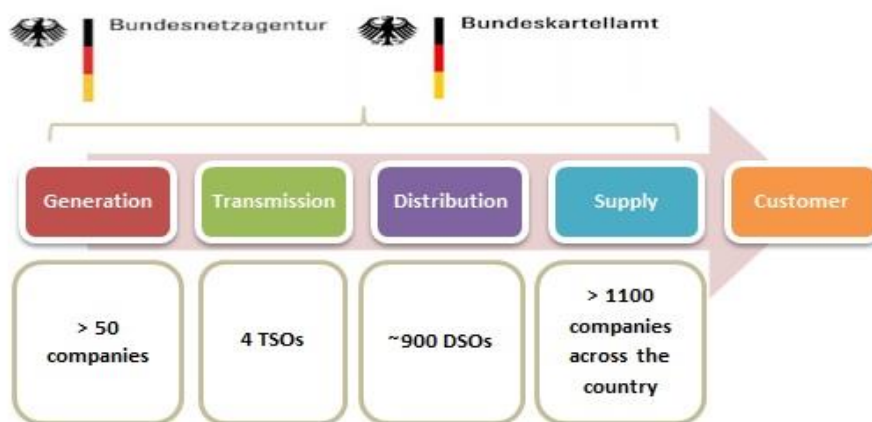 Bundesnetzagentur
Bundeskartellamt
Generation
Transmission
Distribution
Supply
Customer
> 50
companies
4 TSOs
~900 DSOs
> 1100
companies
across the
country